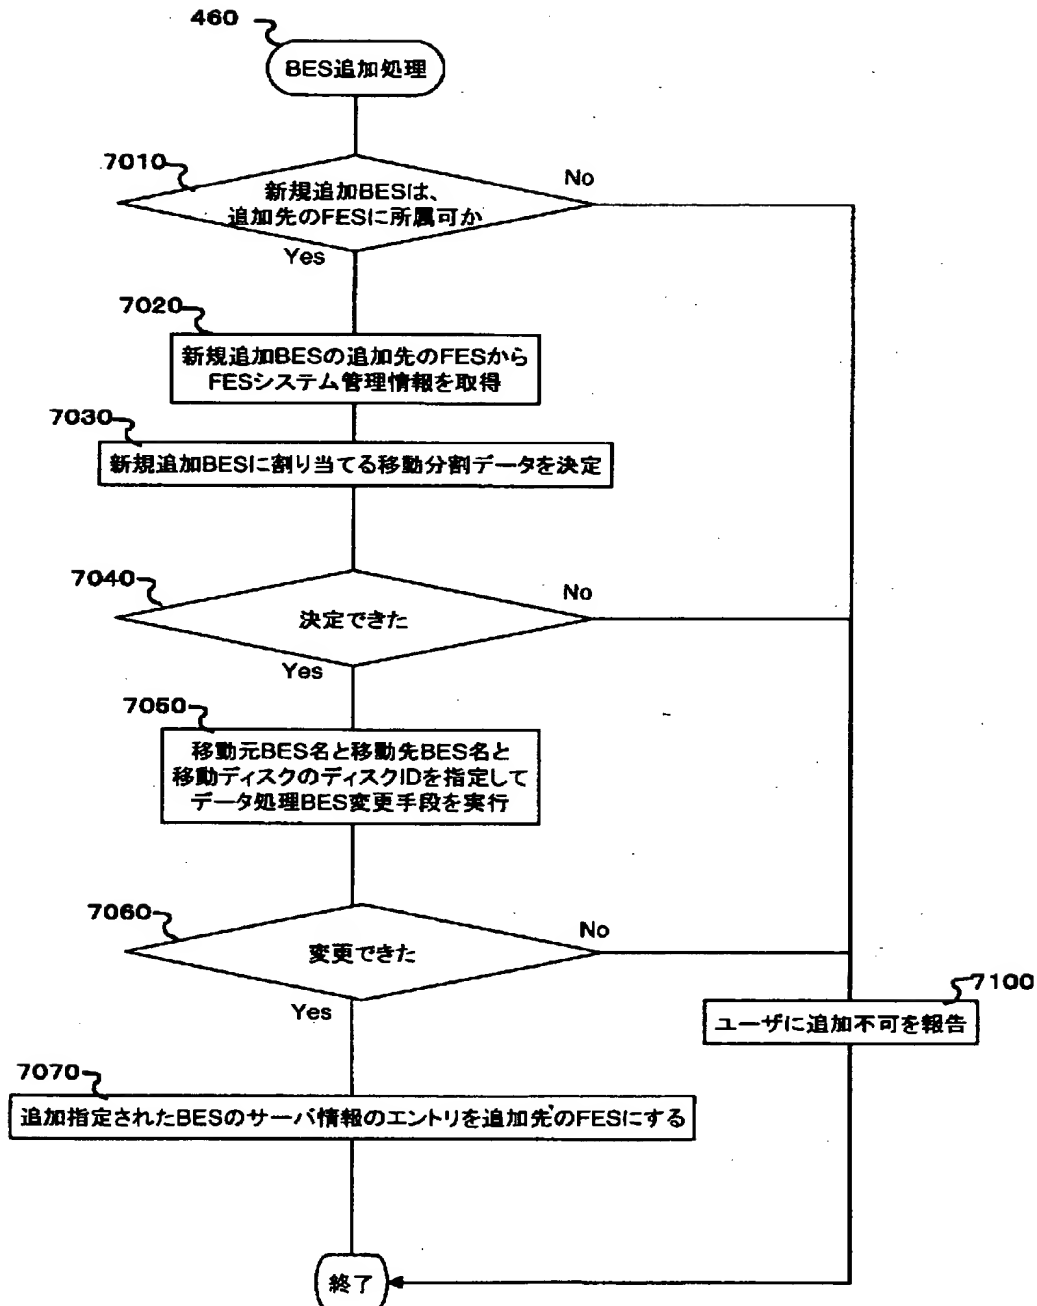 460
BES追加処理
7010
新規追加BESは、
追加先のFESに所属可か
No
Yes
7020
新規追加BESの追加先のFESから
FESシステム管理情報を取得
7030
新規追加BESに割り当てる移動分割データを決定
7040
決定できた
No
Yes
7050
移動元BES名と移動先BES名と
移動ディスクのディスクIDを指定して
データ処理BES変更手段を実行
7060
変更できた
No
Yes
7100
ユーザに追加不可を報告
7070
追加指定されたBESのサーバ情報のエントリを追加先のFESにする
終了